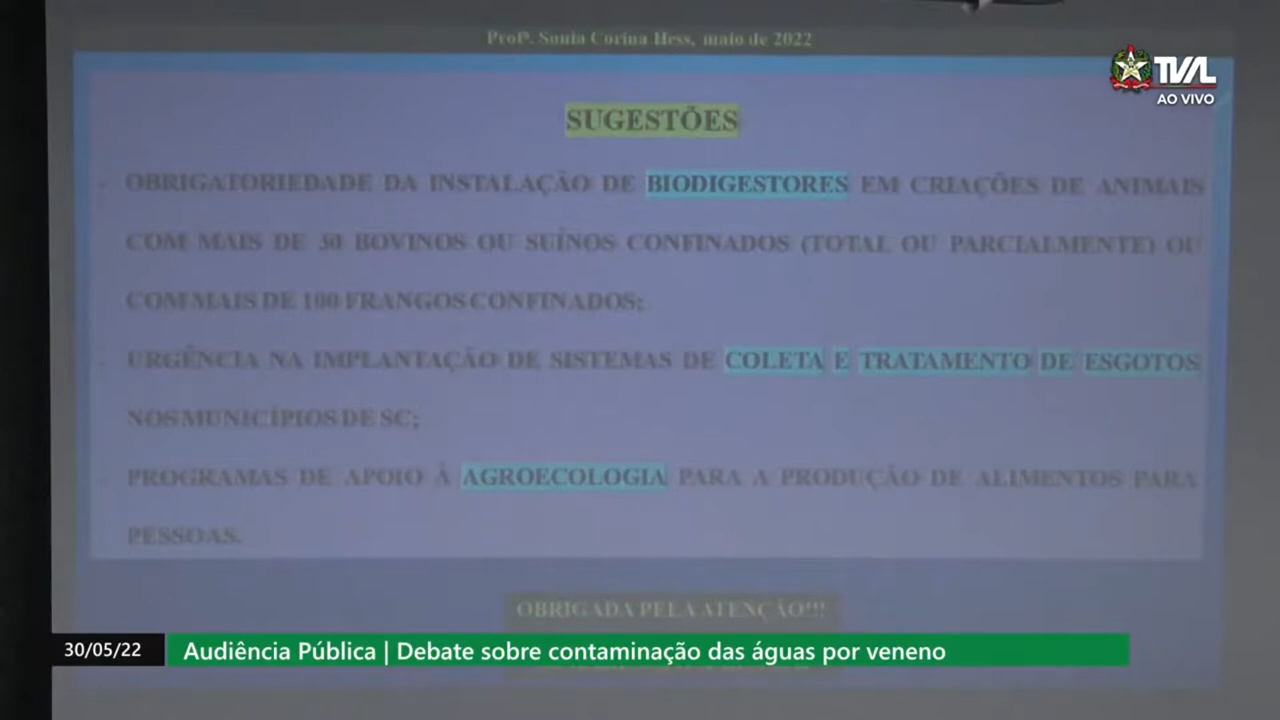 Profª. Sonia Corina Hess, maio de 2022
TVAL
AO VIVO
SUGESTÕES
- OBRIGATORIEDADE DA INSTALAÇÃO DE BIODIGESTORES EM CRIAÇÕES DE ANIMAIS
COM MAIS DE 30 BOVINOS OU SUÍNOS CONFINADOS (TOTAL OU PARCIALMENTE) OU
COM MAIS DE 100 FRANGOS CONFINADOS;
- URGÊNCIA NA IMPLANTAÇÃO DE SISTEMAS DE COLETA E TRATAMENTO DE ESGOTOS
NOS MUNICÍPIOS DE SC;
- PROGRAMAS DE APOIO À AGROECOLOGIA PARA A PRODUÇÃO DE ALIMENTOS PARA
PESSOAS.
OBRIGADA PELA ATENÇÃO!!!
30/05/22 Audiência Pública | Debate sobre contaminação das águas por veneno